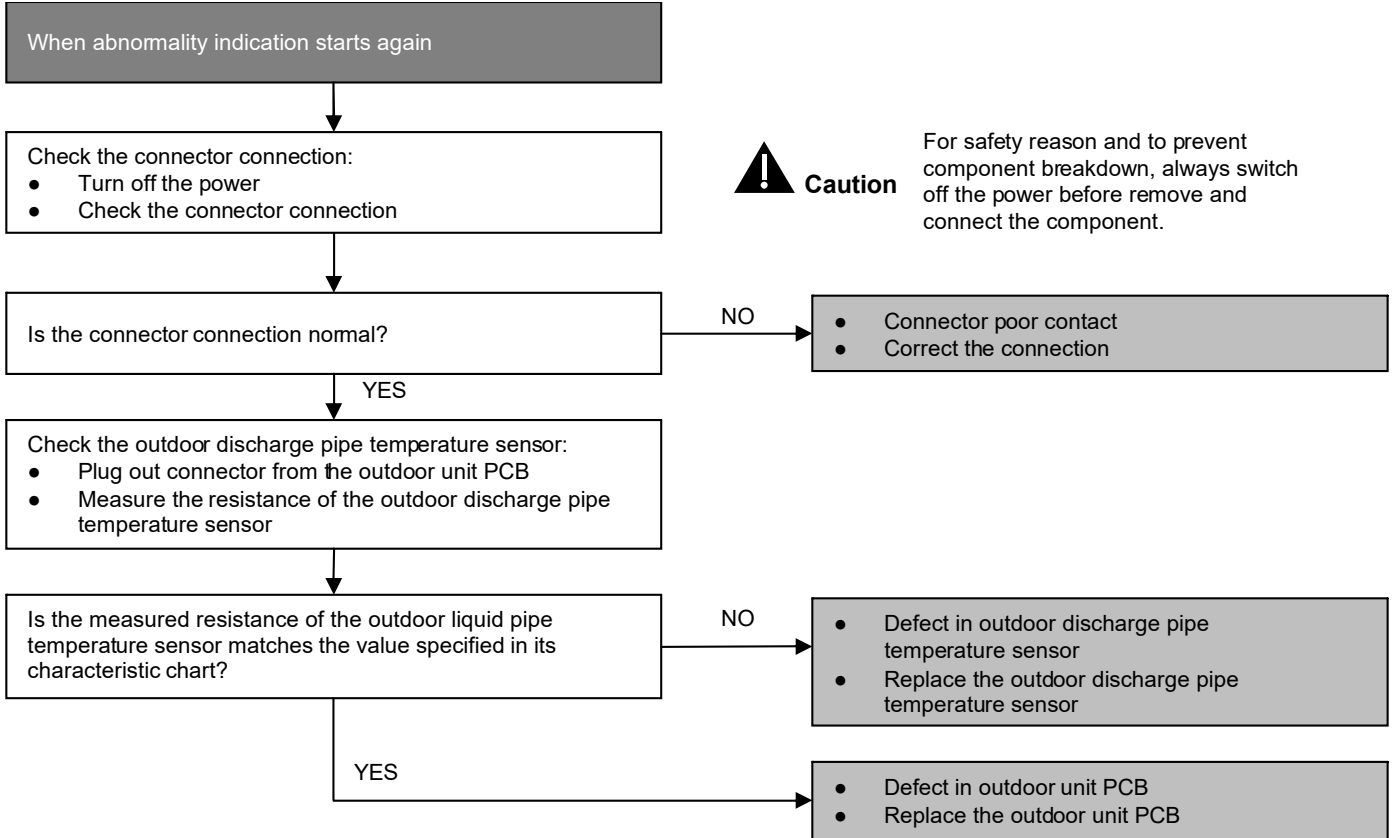 When abnormality indication starts again
Check the connector connection:
● Turn off the power
● Check the connector connection
Caution
For safety reason and to prevent
component breakdown, always switch
off the power before remove and
connect the component.
Is the connector connection normal?
NO
● Connector poor contact
● Correct the connection
YES
Check the outdoor discharge pipe temperature sensor:
● Plug out connector from the outdoor unit PCB
● Measure the resistance of the outdoor discharge pipe
temperature sensor
Is the measured resistance of the outdoor liquid pipe
temperature sensor matches the value specified in its
characteristic chart?
NO
● Defect in outdoor discharge pipe
temperature sensor
● Replace the outdoor discharge pipe
temperature sensor
YES
● Defect in outdoor unit PCB
● Replace the outdoor unit PCB